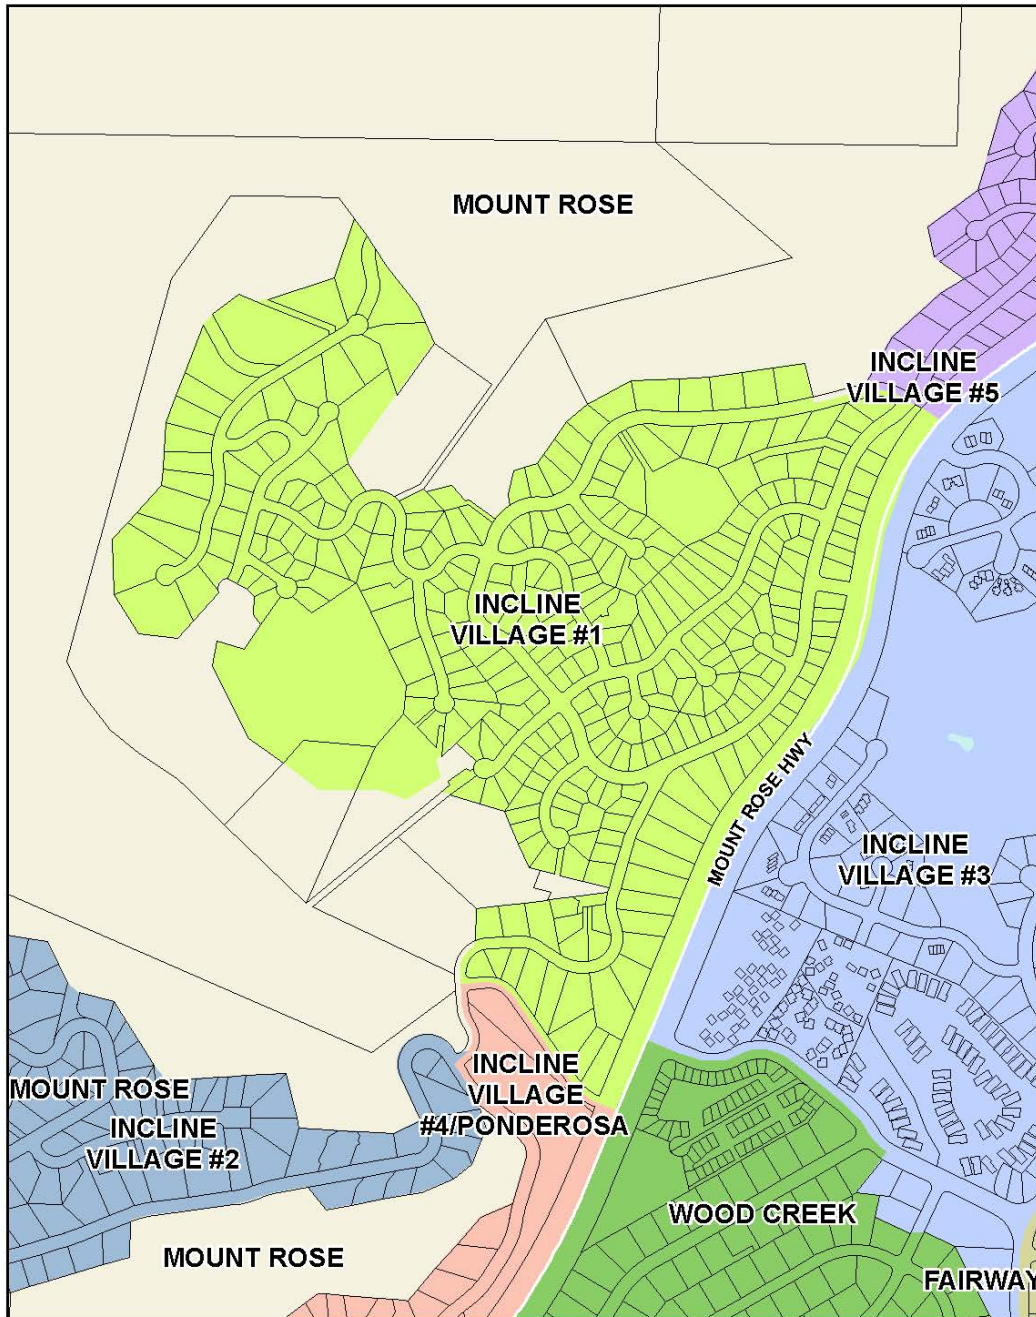 MOUNT ROSE
INCLINE
VILLAGE #5
INCLINE
VILLAGE #1
MOUNT ROSE HWY
INCLINE
VILLAGE #3
INCLINE
VILLAGE
#4/PONDEROSA
MOUNT ROSE
INCLINE
VILLAGE #2
WOOD CREEK
MOUNT ROSE
FAIRWAY